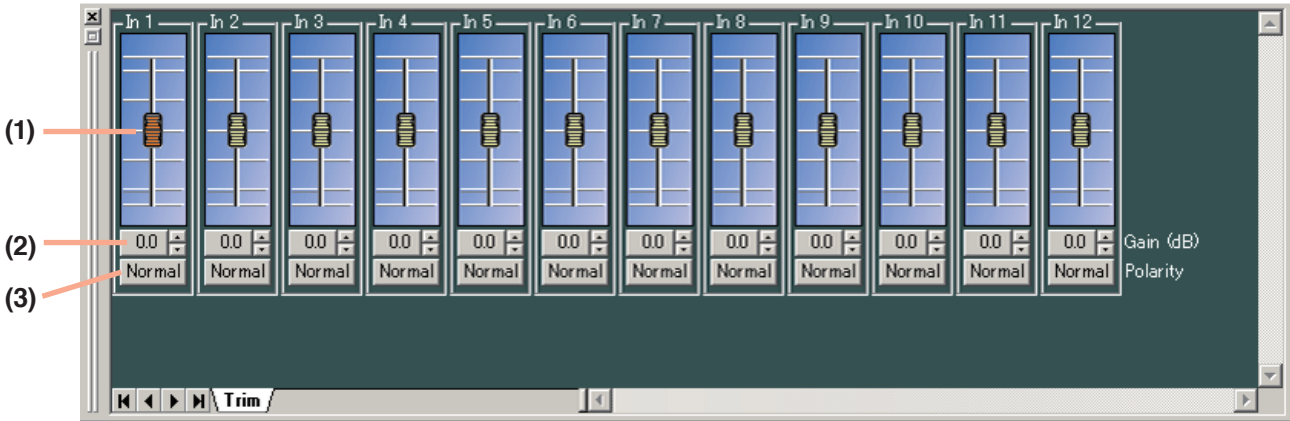 In 1 In 2 In 3 In 4 In 5 In 6 In 7 In 8 In 9 In 10 In 11 In 12
(1)
(2) 0.0 0.0 0.0 0.0 0.0 0.0 0.0 0.0 0.0 0.0 0.0 0.0 Gain (dB)
(3) Normal Normal Normal Normal Normal Normal Normal Normal Normal Normal Normal Normal Polarity
Trim